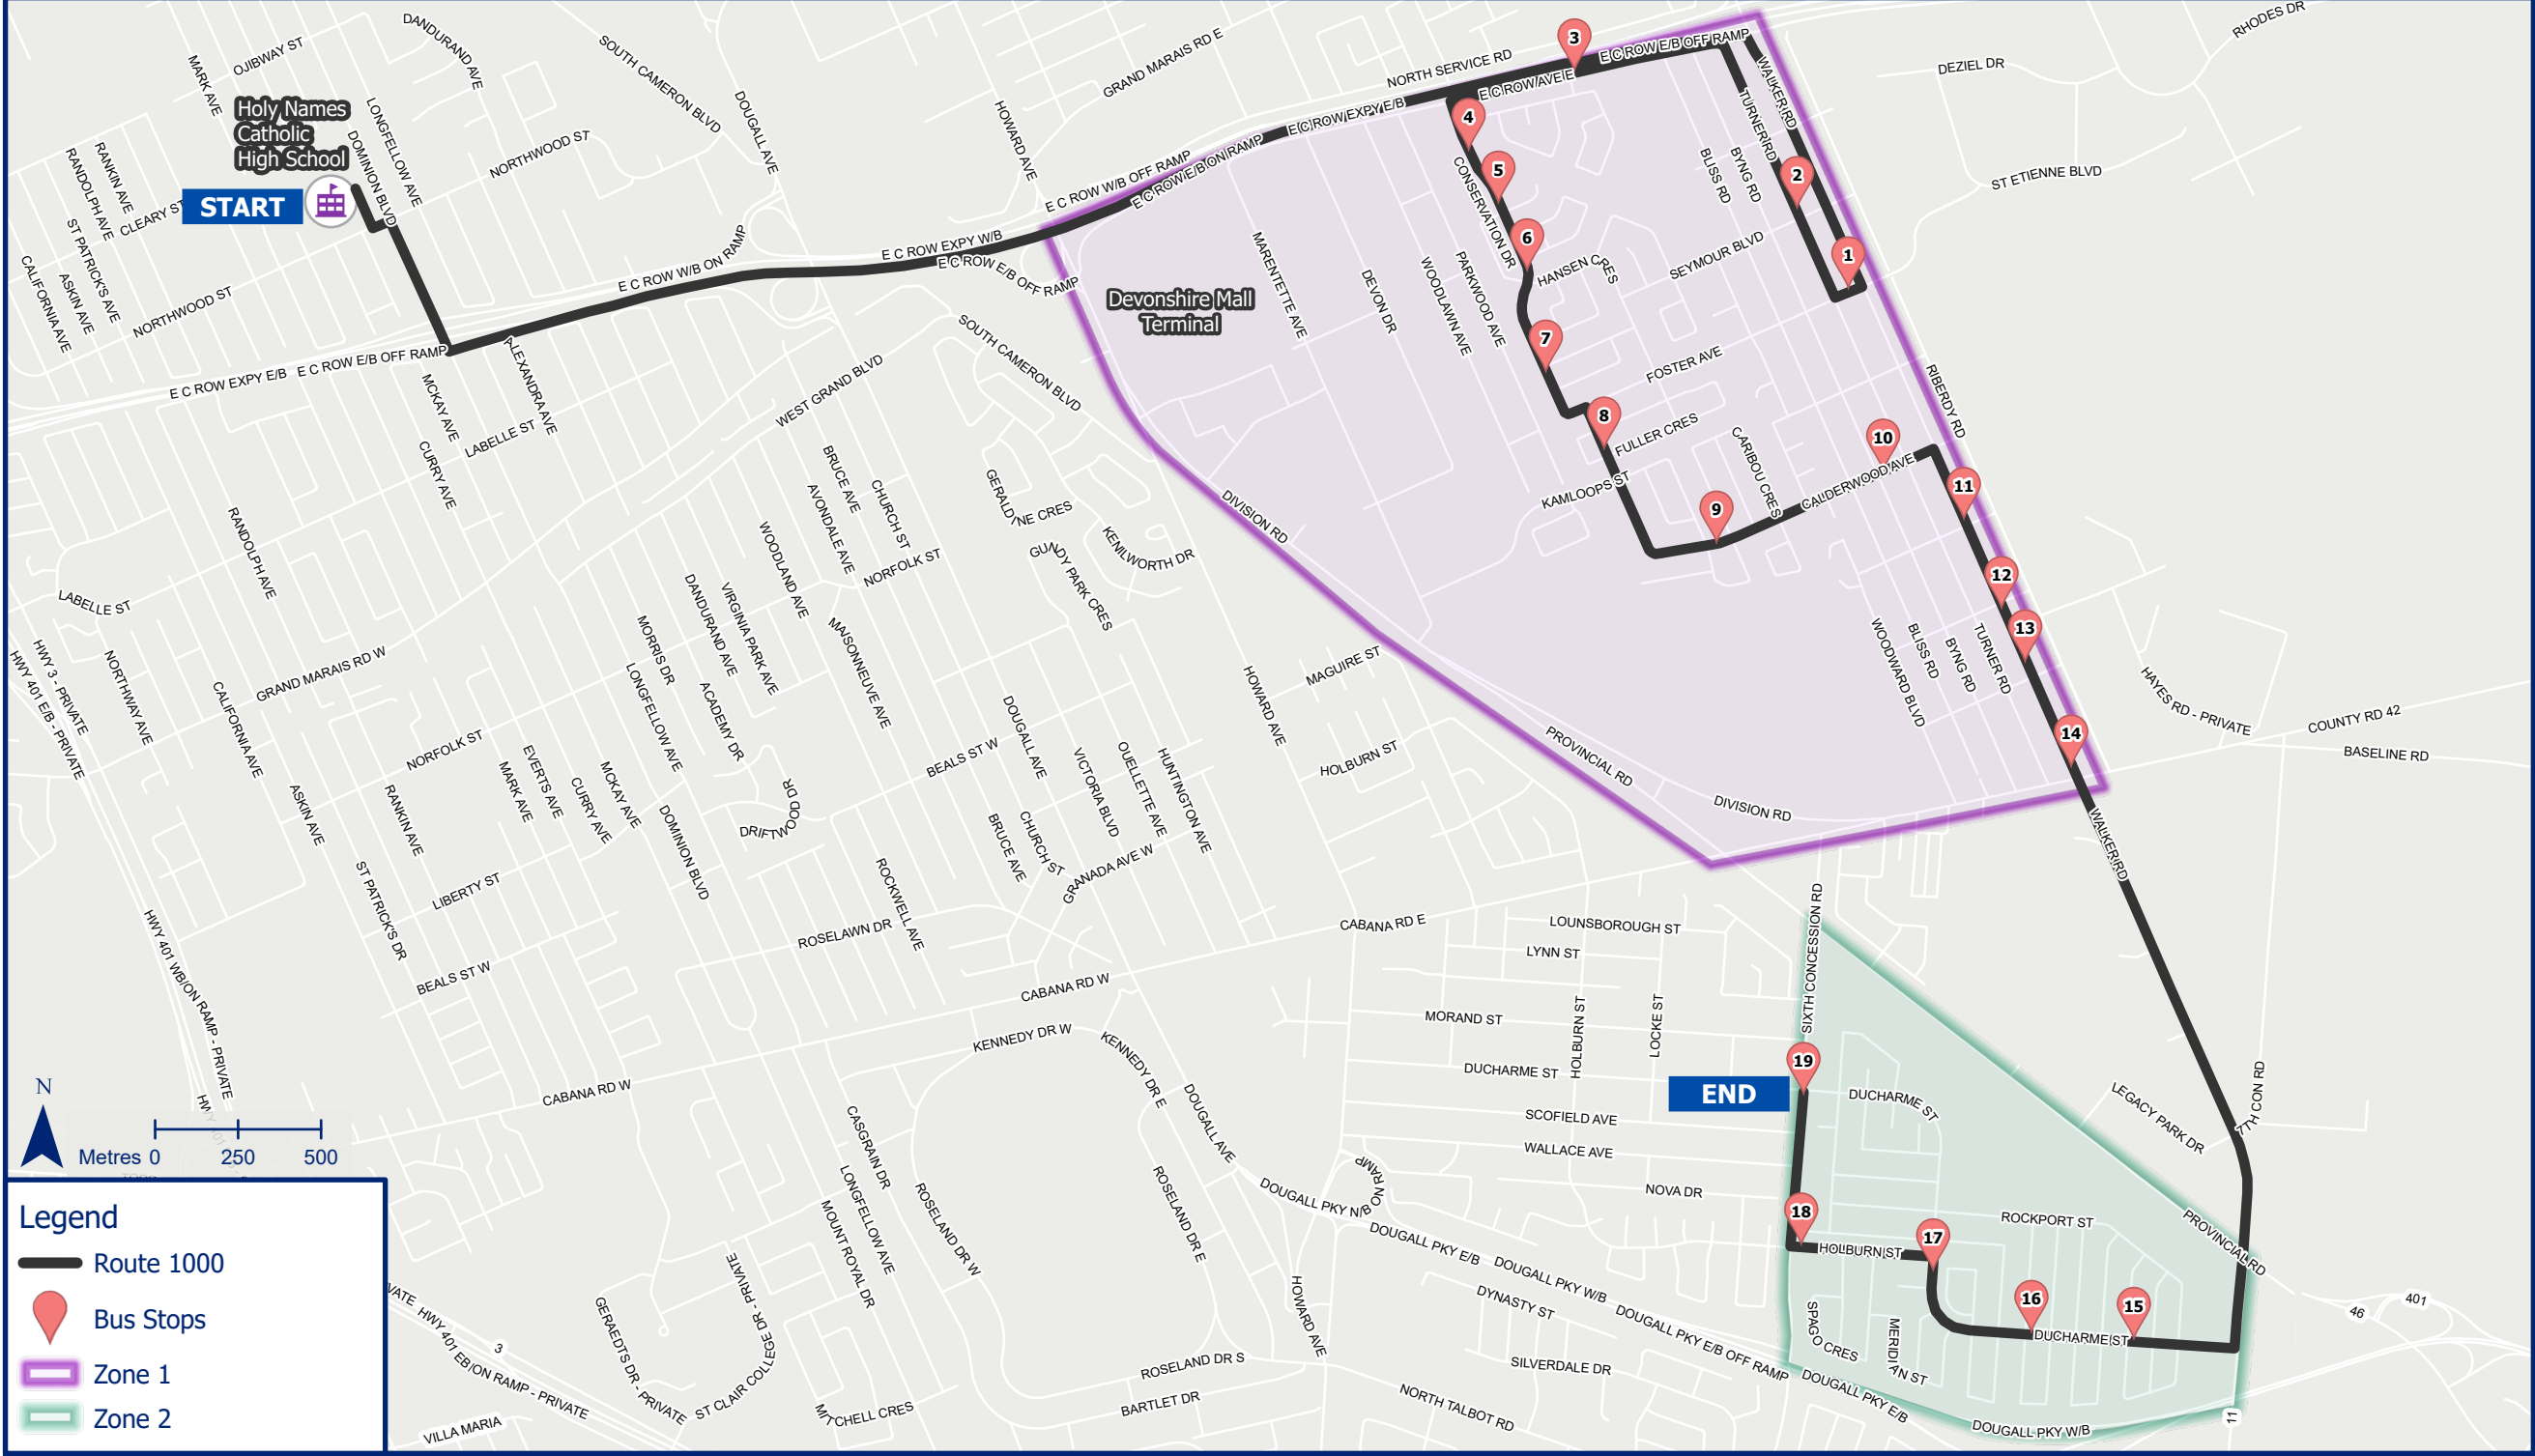 DANDURAND AVE
OJIBWAY ST
MARK AVE
SOUTH CAMERON BLVD
DOUGALL AVE
HOWARD AVE
GRAND MARAIS RD E
NORTH SERVICE RD
3
E C ROW E/B OFF RAMP
E C ROW AVE E
RHODES DR
DEZIEL DR
WALKER RD
TURNER RD
Holy Names
Catholic
High School
LONGFELLOW AVE
DOMINION BLVD
NORTHWOOD ST
RANKIN AVE
RANDOLPH AVE
CLEARY ST
START
ST PATRICK'S AVE
ASKIN AVE
CALIFORNIA AVE
NORTHWOOD ST
E C ROW EXPY E/B
E C ROW E/B OFF RAMP
E C ROW W/B ON RAMP
E C ROW EXPY W/B
E C ROW E/B OFF RAMP
E C ROW W/B OFF RAMP
E C ROW E/B ON RAMP
E C ROW EXPY E/B
4
5
6
CONSERVATION DR
HANSEN CRES
BLISS RD
BYNG RD
2
1
SEYMOUR BLVD
ST ETIENNE BLVD
Devonshire Mall
Terminal
MARENTETTE AVE
DEVON DR
WOODLAWN AVE
PARKWOOD AVE
7
FOSTER AVE
RIBERDY RD
8
FULLER CRES
CARIBOU CRES
KAMLOOPS ST
9
CALDERWOOD AVE
10
11
12
13
14
ALEXANDRA AVE
MCKAY AVE
LABELLE ST
CURRY AVE
WEST GRAND BLVD
SOUTH CAMERON BLVD
DIVISION RD
BRUCE AVE
CHURCH ST
AVONDALE AVE
WOODLAND AVE
NORFOLK ST
GERALDINE CRES
GUNDY PARK CRES
KENILWORTH DR
RANDOLPH AVE
LABELLE ST
HWY 3 - PRIVATE
HWY 401 E/B - PRIVATE
NORTHWAY AVE
GRAND MARAIS RD W
CALIFORNIA AVE
MORRIS DR
DANDURAND AVE
VIRGINIA PARK AVE
MAISONNEUVE AVE
LONGFELLOW AVE
ACADEMY DR
HOWARD AVE
MAGUIRE ST
HOLBURN ST
PROVINCIAL RD
DIVISION RD
WOODWARD BLVD
BLISS RD
BYNG RD
TURNER RD
HAYES RD - PRIVATE
COUNTY RD 42
BASELINE RD
WALKER RD
NORFOLK ST
ASKIN AVE
RANKIN AVE
MARK AVE
EVERTS AVE
CURRY AVE
MCKAY AVE
DOMINION BLVD
DRIFTWOOD DR
BEALS ST W
DOUGALL AVE
VICTORIA BLVD
OUELLETTE AVE
HUNTINGTON AVE
BRUCE AVE
CHURCH ST
GRANADA AVE W
ROCKWELL AVE
ST PATRICK'S DR
LIBERTY ST
BEALS ST W
ROSELAWN DR
CABANA RD W
CABANA RD E
LOUNSBOROUGH ST
LYNN ST
SIXTH CONCESSION RD
HWY 401 WB/ON RAMP - PRIVATE
KENNEDY DR W
KENNEDY DR E
CABANA RD W
MORAND ST
HOLBURN ST
LOCKE ST
DUCHARME ST
END
19
DUCHARME ST
SCOFIELD AVE
WALLACE AVE
NOVA DR
LEGACY PARK DR
7TH CON RD
N
Metres 0 250 500
CASGRAIN DR
LONGFELLOW AVE
MOUNT ROYAL DR
ROSELAND DR W
ROSELAND DR E
DOUGALL AVE
DOUGALL PKY N/B
ON RAMP
DOUGALL PKY E/B
DOUGALL PKY W/B
DOUGALL PKY E/B OFF RAMP
HOWARD AVE
DYNASTY ST
SILVERDALE DR
NORTH TALBOT RD
ROSELAND DR S
BARTLET DR
18
HOLBURN ST
17
ROCKPORT ST
PROVINCIAL RD
16
15
DUCHARME ST
SPAGO CRES
MERIDIAN ST
DOUGALL PKY E/B
DOUGALL PKY W/B
11
46
401
Legend
Route 1000
Bus Stops
Zone 1
Zone 2
3
HWY 401 EB/ON RAMP - PRIVATE
GERAEDTS DR - PRIVATE
ST CLAIR COLLEGE DR - PRIVATE
MITCHELL CRES
VILLA MARIA